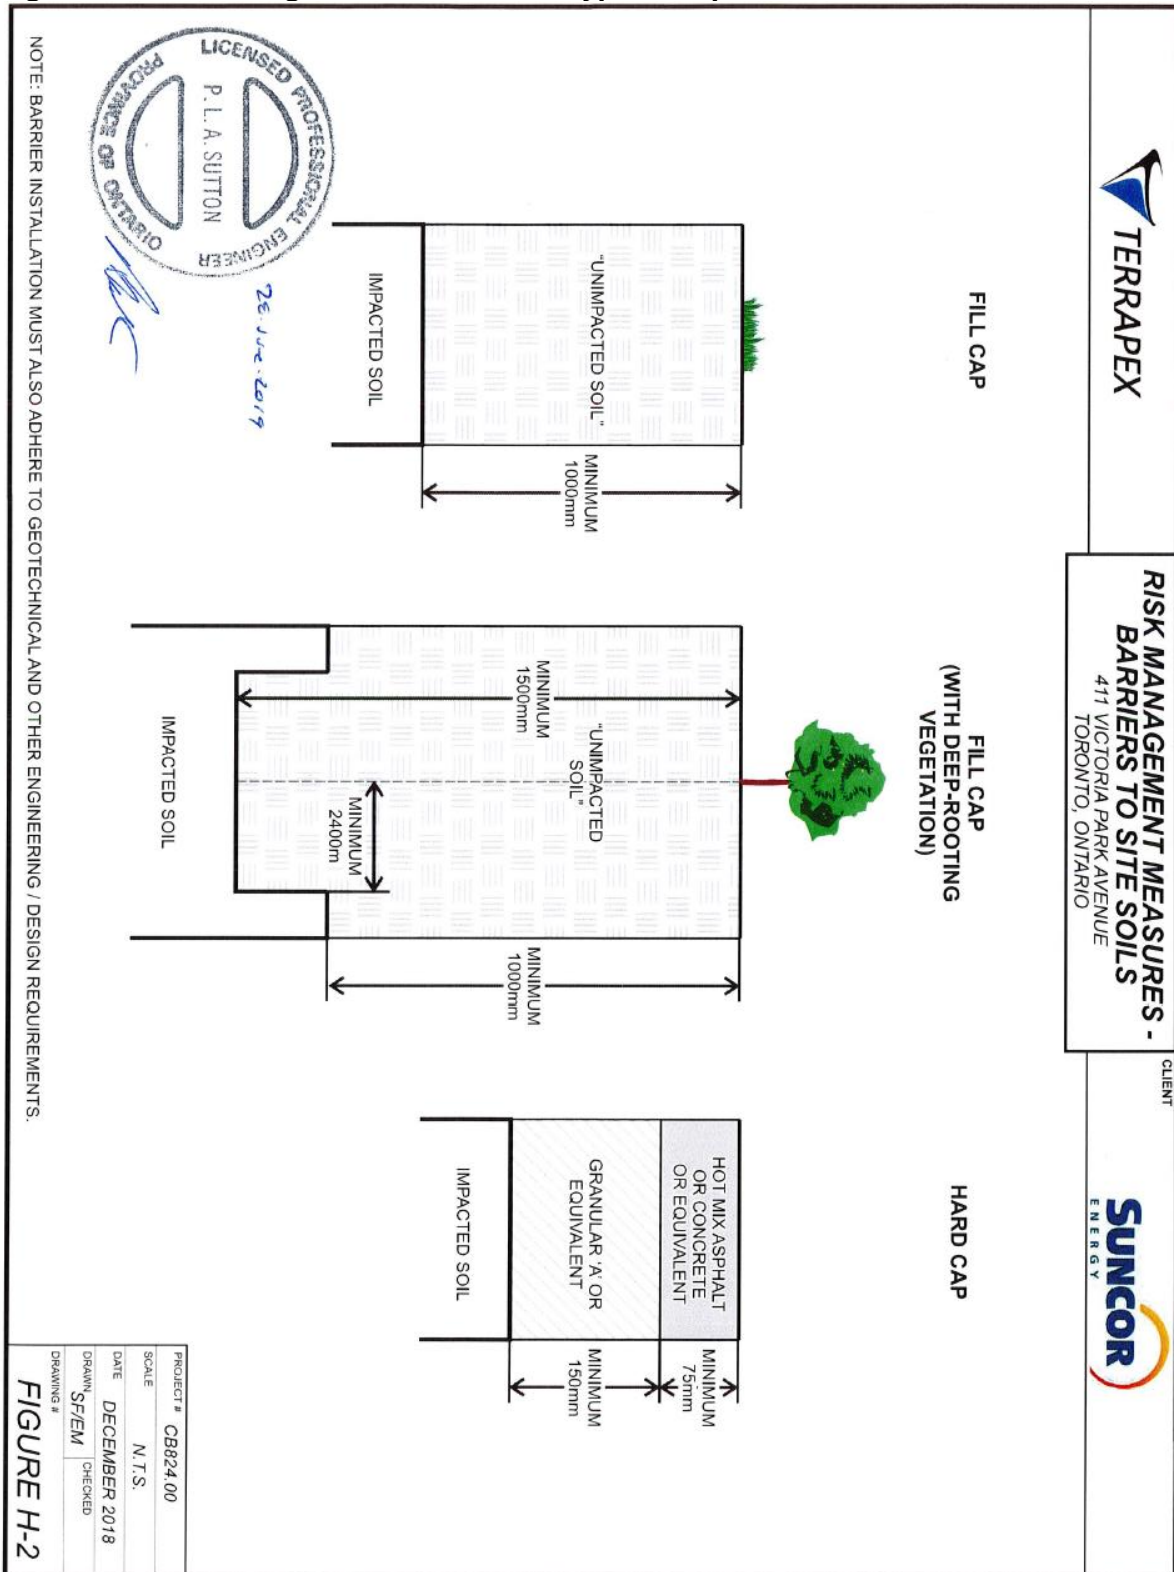 TERRAPEX
RISK MANAGEMENT MEASURES -
BARRIERS TO SITE SOILS
411 VICTORIA PARK AVENUE
TORONTO, ONTARIO
CLIENT
SUNCOR
ENERGY
FILL CAP
"UNIMPACTED SOIL"
MINIMUM
1000mm
IMPACTED SOIL
FILL CAP
(WITH DEEP-ROOTING
VEGETATION)
MINIMUM
1500mm
"UNIMPACTED
SOIL"
MINIMUM
2400m
MINIMUM
1000mm
IMPACTED SOIL
HARD CAP
HOT MIX ASPHALT
OR CONCRETE
OR EQUIVALENT
MINIMUM
75mm
GRANULAR 'A' OR
EQUIVALENT
MINIMUM
150mm
IMPACTED SOIL
LICENSED PROFESSIONAL ENGINEER
P. L. A. SUTTON
PROVINCE OF ONTARIO
June-2019
NOTE: BARRIER INSTALLATION MUST ALSO ADHERE TO GEOTECHNICAL AND OTHER ENGINEERING / DESIGN REQUIREMENTS.
PROJECT # CB824.00
SCALE N.T.S.
DATE DECEMBER 2018
DRAWN SF/EM CHECKED
DRAWING #
FIGURE H-2